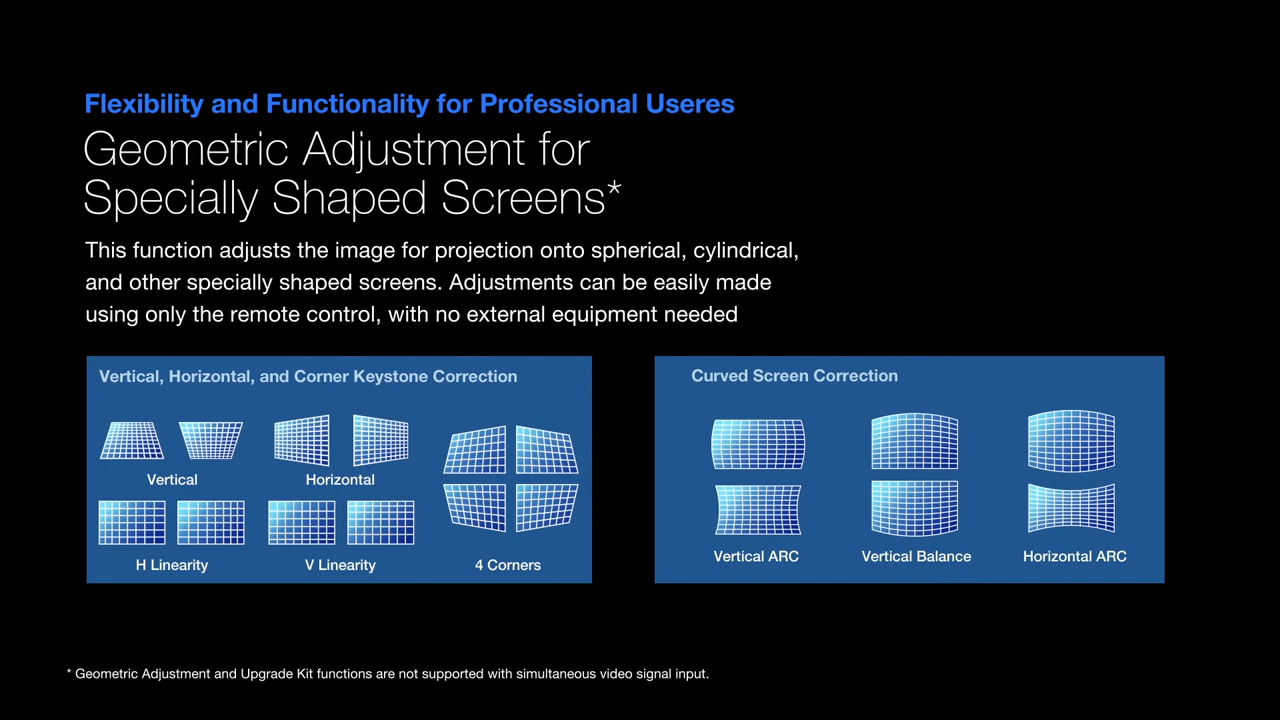 Flexibility and Functionality for Professional Useres
Geometric Adjustment for
Specially Shaped Screens*
This function adjusts the image for projection onto spherical, cylindrical,
and other specially shaped screens. Adjustments can be easily made
using only the remote control, with no external equipment needed
Vertical, Horizontal, and Corner Keystone Correction
Vertical
Horizontal
H Linearity
V Linearity
4 Corners
Curved Screen Correction
Vertical ARC
Vertical Balance
Horizontal ARC
* Geometric Adjustment and Upgrade Kit functions are not supported with simultaneous video signal input.